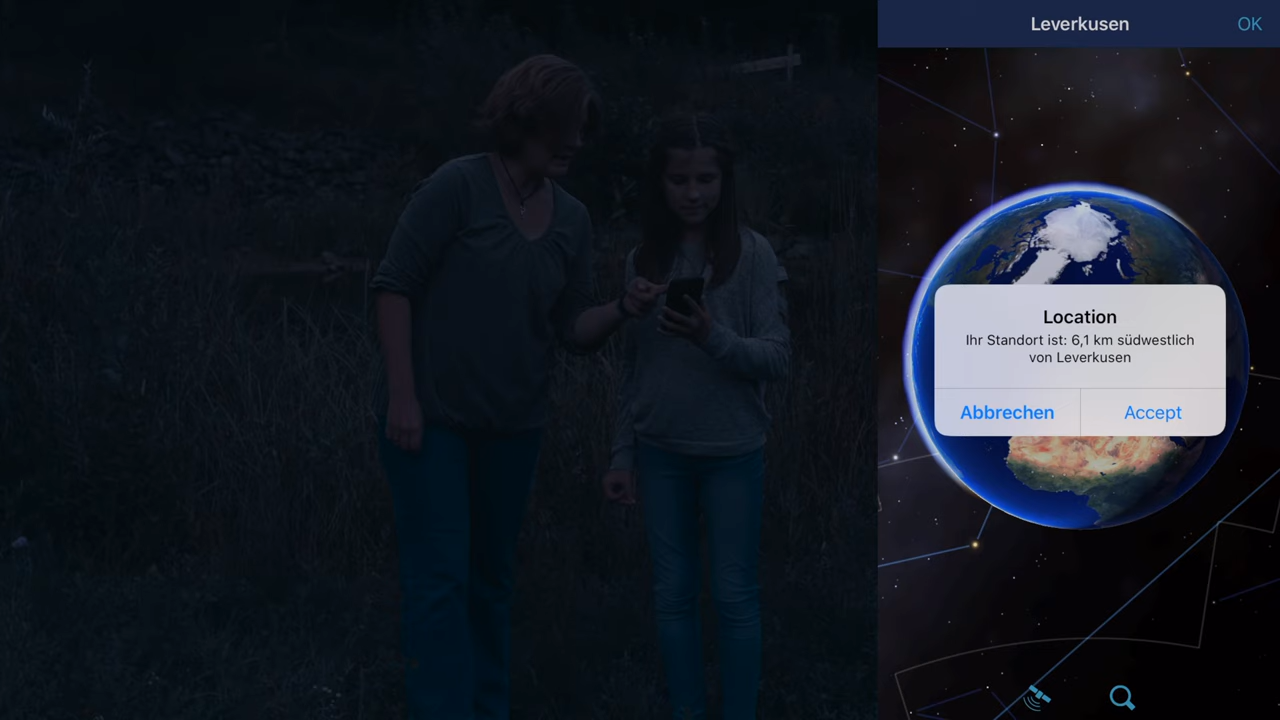 Leverkusen
OK
Location
Ihr Standort ist: 6,1 km südwestlich
von Leverkusen
Abbrechen
Accept